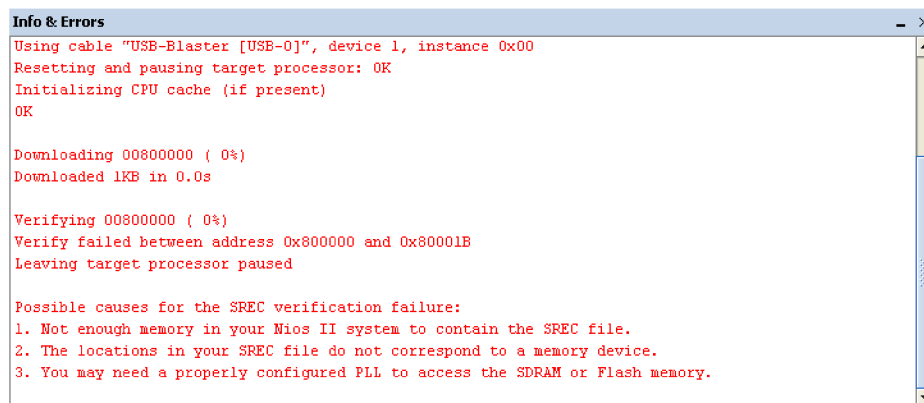 Info & Errors
Using cable "USB-Blaster [USB-0]", device 1, instance 0x00
Resetting and pausing target processor: OK
Initializing CPU cache (if present)
OK
Downloading 00800000 ( 0%)
Downloaded 1KB in 0.0s
Verifying 00800000 ( 0%)
Verify failed between address 0x800000 and 0x80001B
Leaving target processor paused
Possible causes for the SREC verification failure:
1. Not enough memory in your Nios II system to contain the SREC file.
2. The locations in your SREC file do not correspond to a memory device.
3. You may need a properly configured PLL to access the SDRAM or Flash memory.